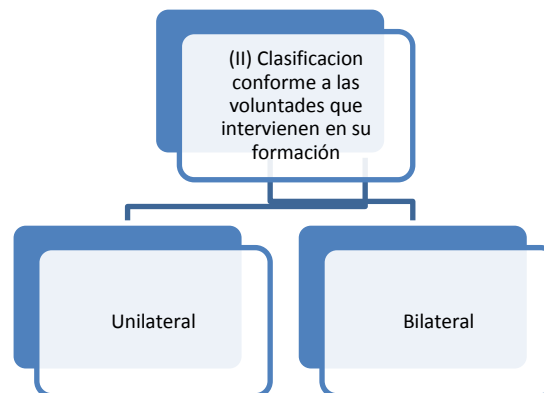 (II) Clasificacion
conforme a las
voluntades que
intervienen en su
formación
Unilateral
Bilateral